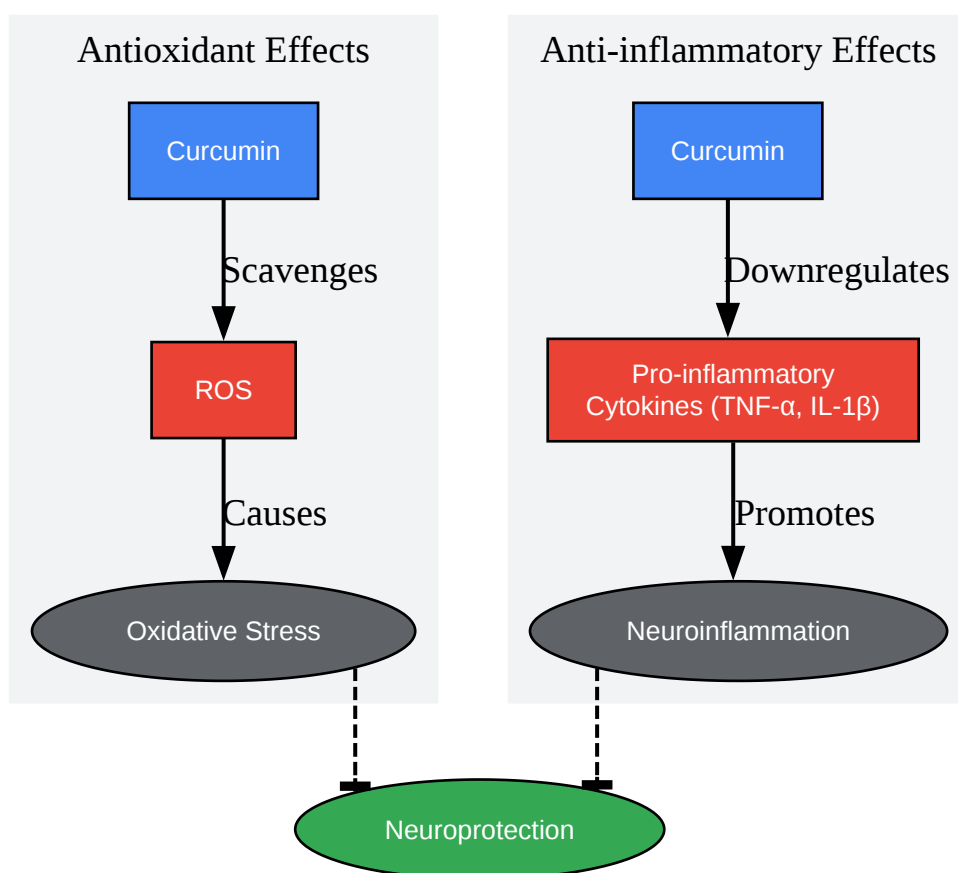 Antioxidant Effects
Curcumin
Scavenges
ROS
Causes
Oxidative Stress
Anti-inflammatory Effects
Curcumin
Downregulates
Pro-inflammatory
Cytokines (TNF-α, IL-1β)
Promotes
Neuroinflammation
Neuroprotection